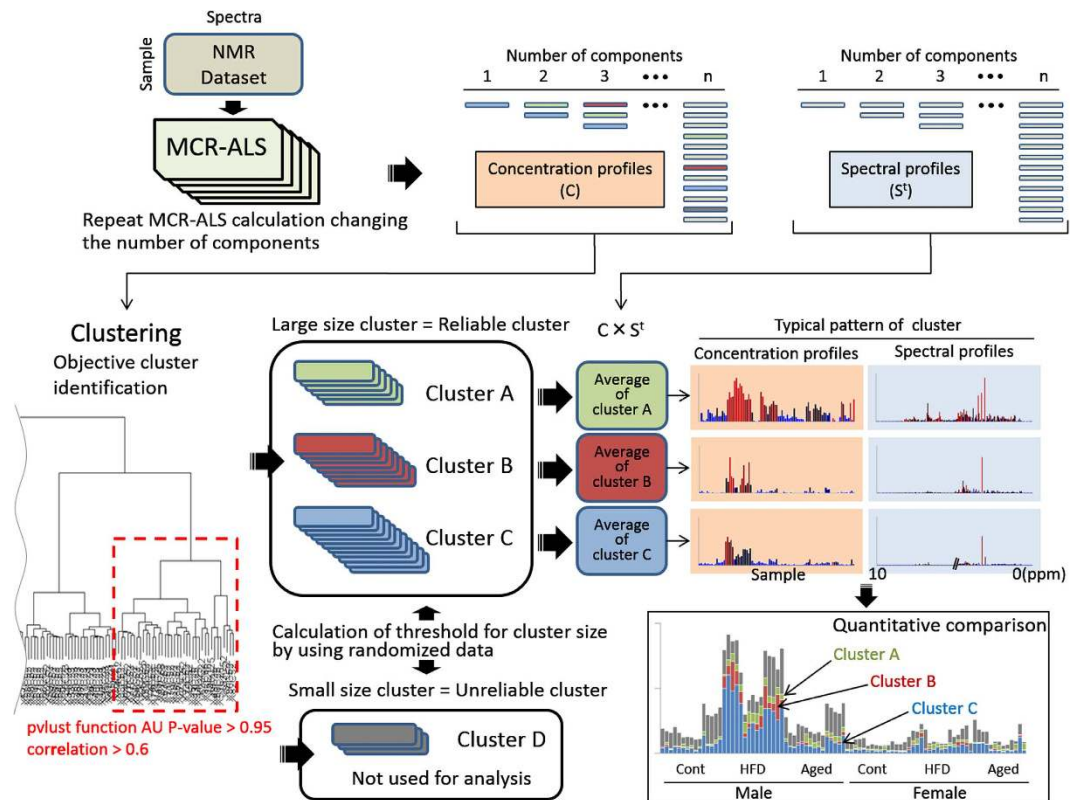 Spectra
Sample
NMR
Dataset
MCR-ALS
Repeat MCR-ALS calculation changing
the number of components
Number of components
1 2 3 ••• n
•••
Concentration profiles
(C)
Number of components
1 2 3 ••• n
•••
Spectral profiles
(Sᵗ)
Clustering
Objective cluster
identification
pvlust function AU P-value > 0.95
correlation > 0.6
Large size cluster = Reliable cluster
Cluster A
Cluster B
Cluster C
Calculation of threshold for cluster size
by using randomized data
Small size cluster = Unreliable cluster
Cluster D
Not used for analysis
C × Sᵗ
Average
of
cluster A
Average
of
cluster B
Average
of
cluster C
Typical pattern of cluster
Concentration profiles
Spectral profiles
Sample
10
0(ppm)
Quantitative comparison
Cluster A
Cluster B
Cluster C
Cont HFD Aged Cont HFD Aged
Male Female